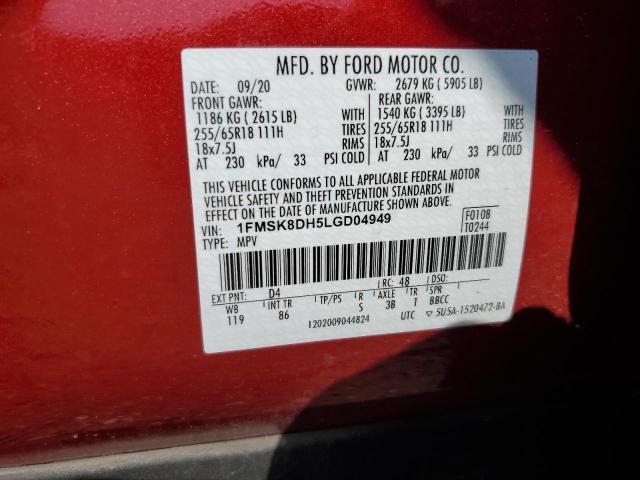 MFD. BY FORD MOTOR CO.
DATE: 09/20 GVWR: 2679 KG (5905 LB)
FRONT GAWR: REAR GAWR:
1186 KG (2615 LB) WITH 1540 KG (3395 LB) WITH
255/65R18 111H TIRES 255/65R18 111H TIRES
18x7.5J RIMS 18x7.5J RIMS
AT 230 kPa/ 33 PSI COLD AT 230 kPa/ 33 PSI COLD
THIS VEHICLE CONFORMS TO ALL APPLICABLE FEDERAL MOTOR
VEHICLE SAFETY AND THEFT PREVENTION STANDARDS IN
EFFECT ON THE DATE OF MANUFACTURE SHOWN ABOVE.
VIN: 1FMSK8DH5LGD04949 F0108
TYPE: MPV T0244
EXT PNT: D4 RC: 48 DSO:
WB INT TR TP/PS R AXLE TR SPR
119 86 S 3B T BBCC
1202009044824 UTC ▽5U5A-1520472-BA